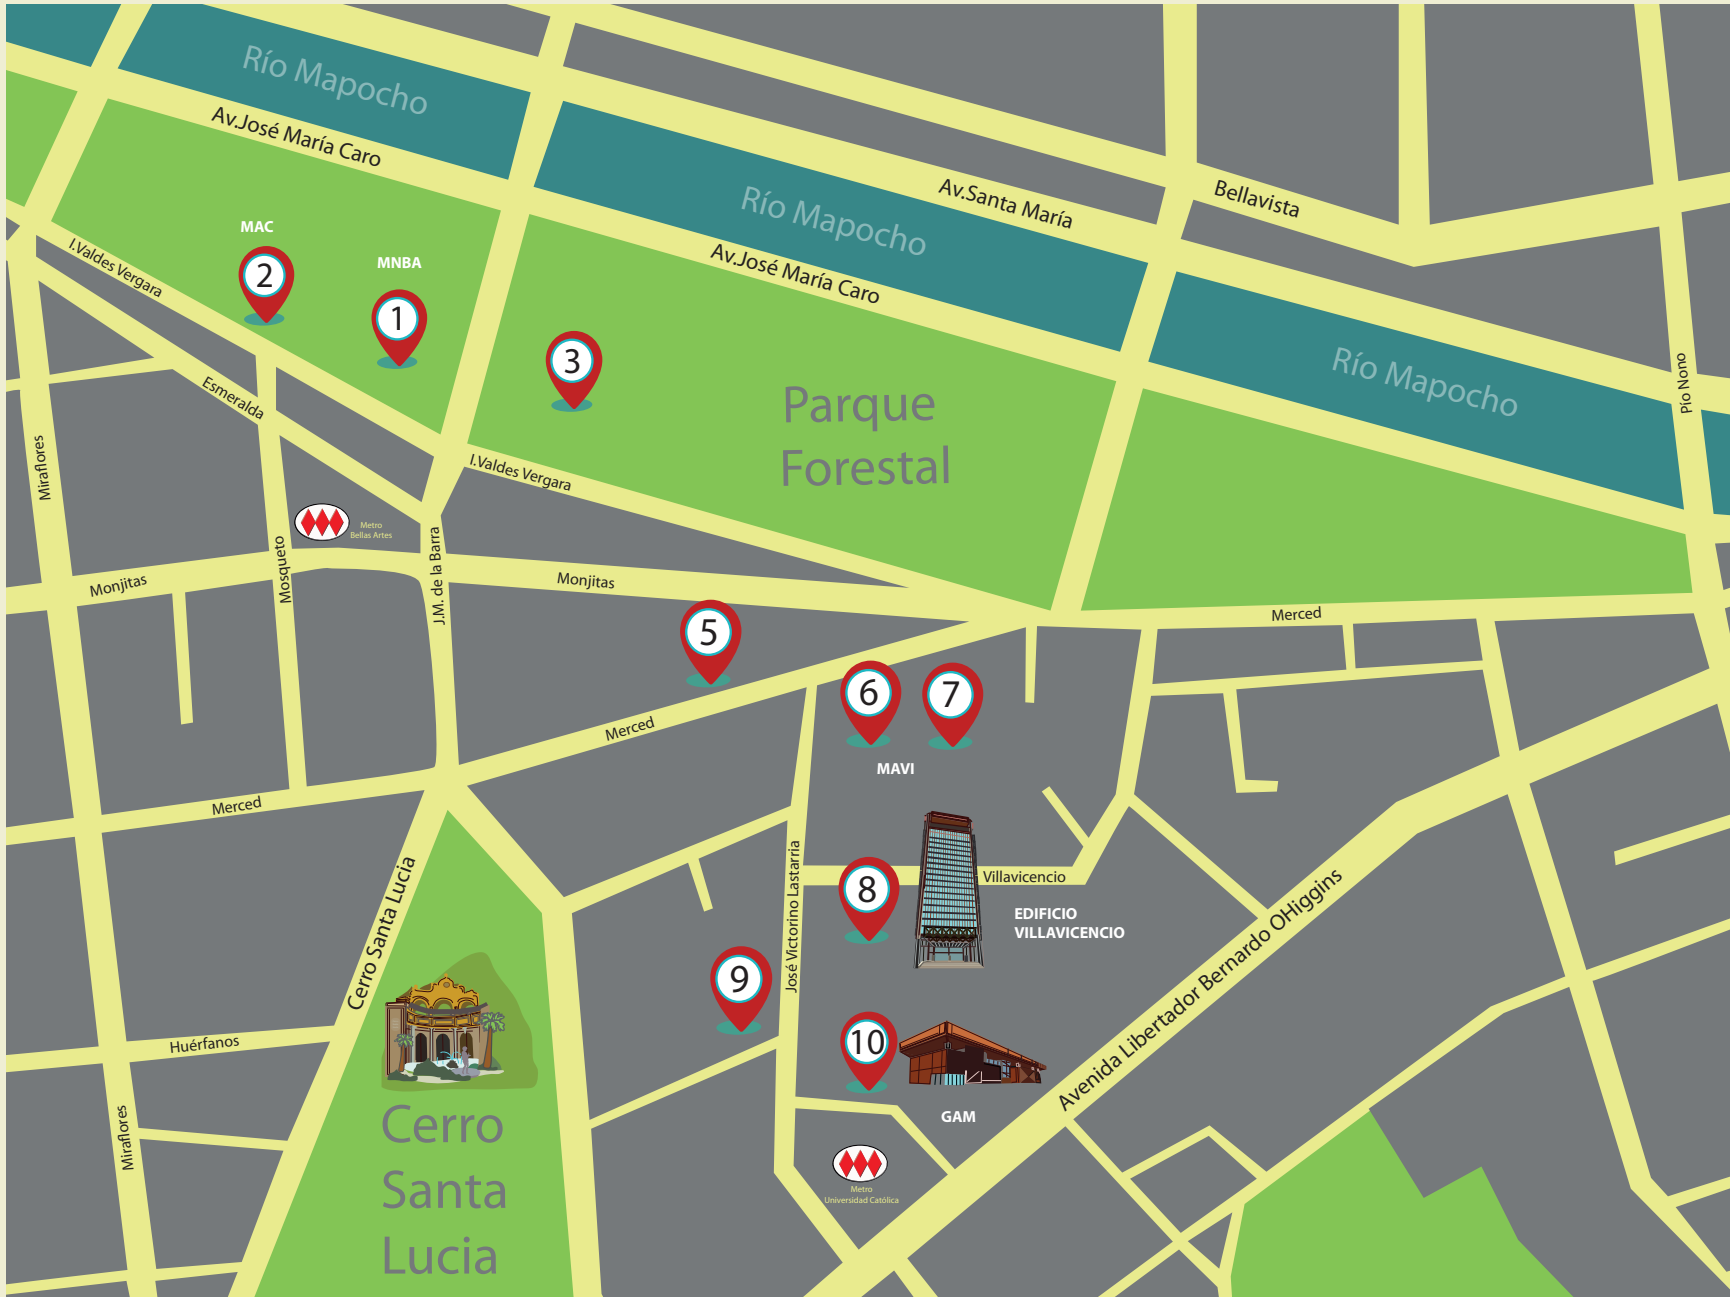 Río Mapocho
Av.José María Caro
Río Mapocho
Av.Santa María
Bellavista
MAC
2
MNBA
1
I.Valdes Vergara
Av.José María Caro
3
Parque
Forestal
Río Mapocho
Pío Nono
Esmeralda
Miraflores
I.Valdes Vergara
Metro
Bellas Artes
Mosqueto
J.M. de la Barra
Monjitas
Monjitas
Merced
5
6
7
MAVI
Merced
Merced
José Victorino Lastarria
8
Villavicencio
EDIFICIO
VILLAVICENCIO
Cerro Santa Lucia
9
Avenida Libertador Bernardo OHiggins
10
GAM
Huérfanos
Miraflores
Cerro
Santa
Lucia
Metro
Universidad Católica